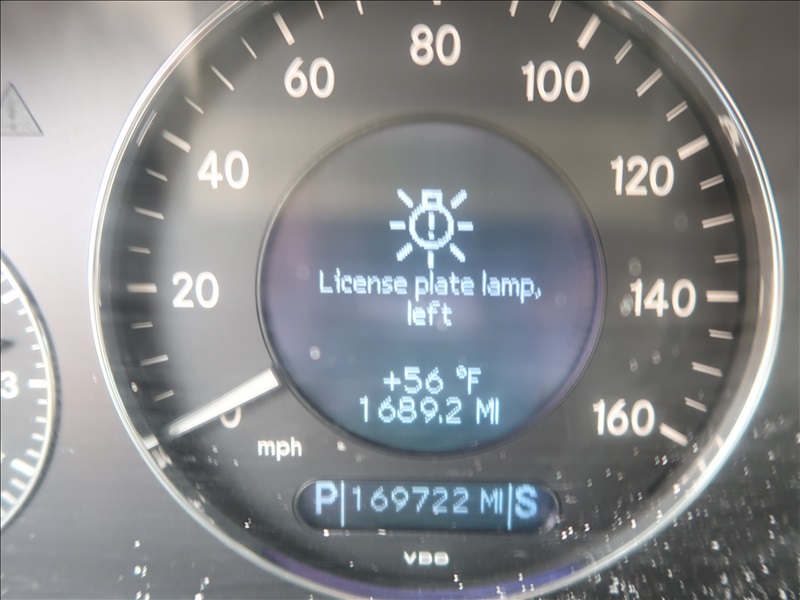 80
60
100
40
120
License plate lamp,
left
20
140
+56 °F
1689.2 MI
0
160
mph
P 169722 MI S
VDO
3